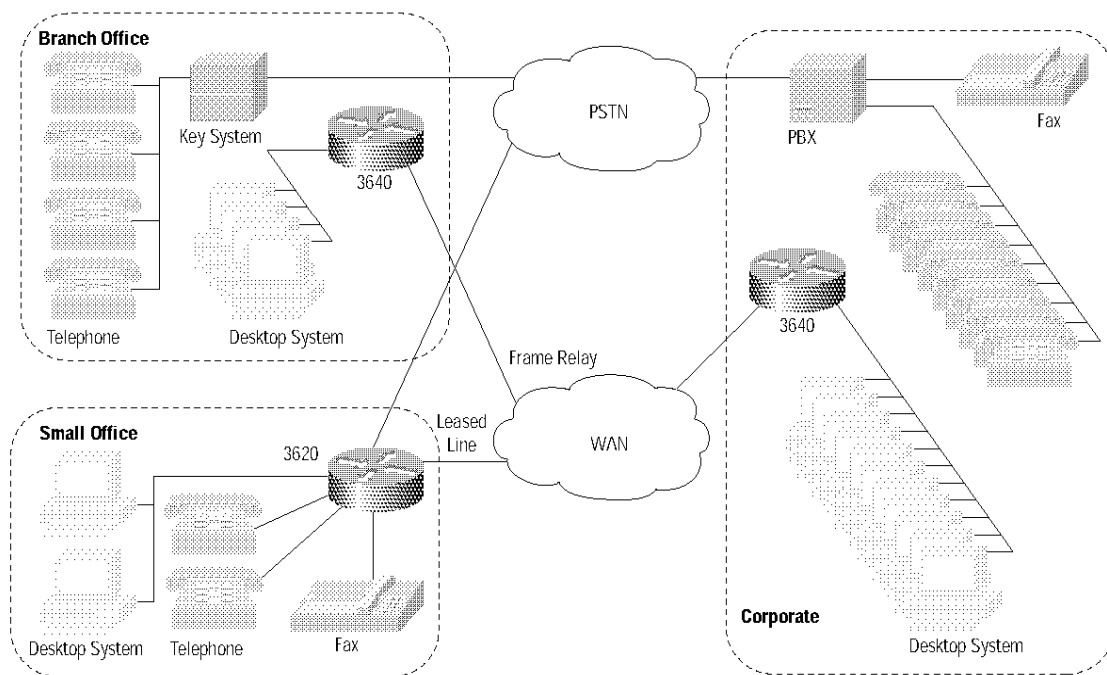 Branch Office
Key System
3640
Telephone
Desktop System
PSTN
PBX
Fax
3640
Frame Relay
WAN
Leased
Line
Small Office
3620
Desktop System
Telephone
Fax
Corporate
Desktop System